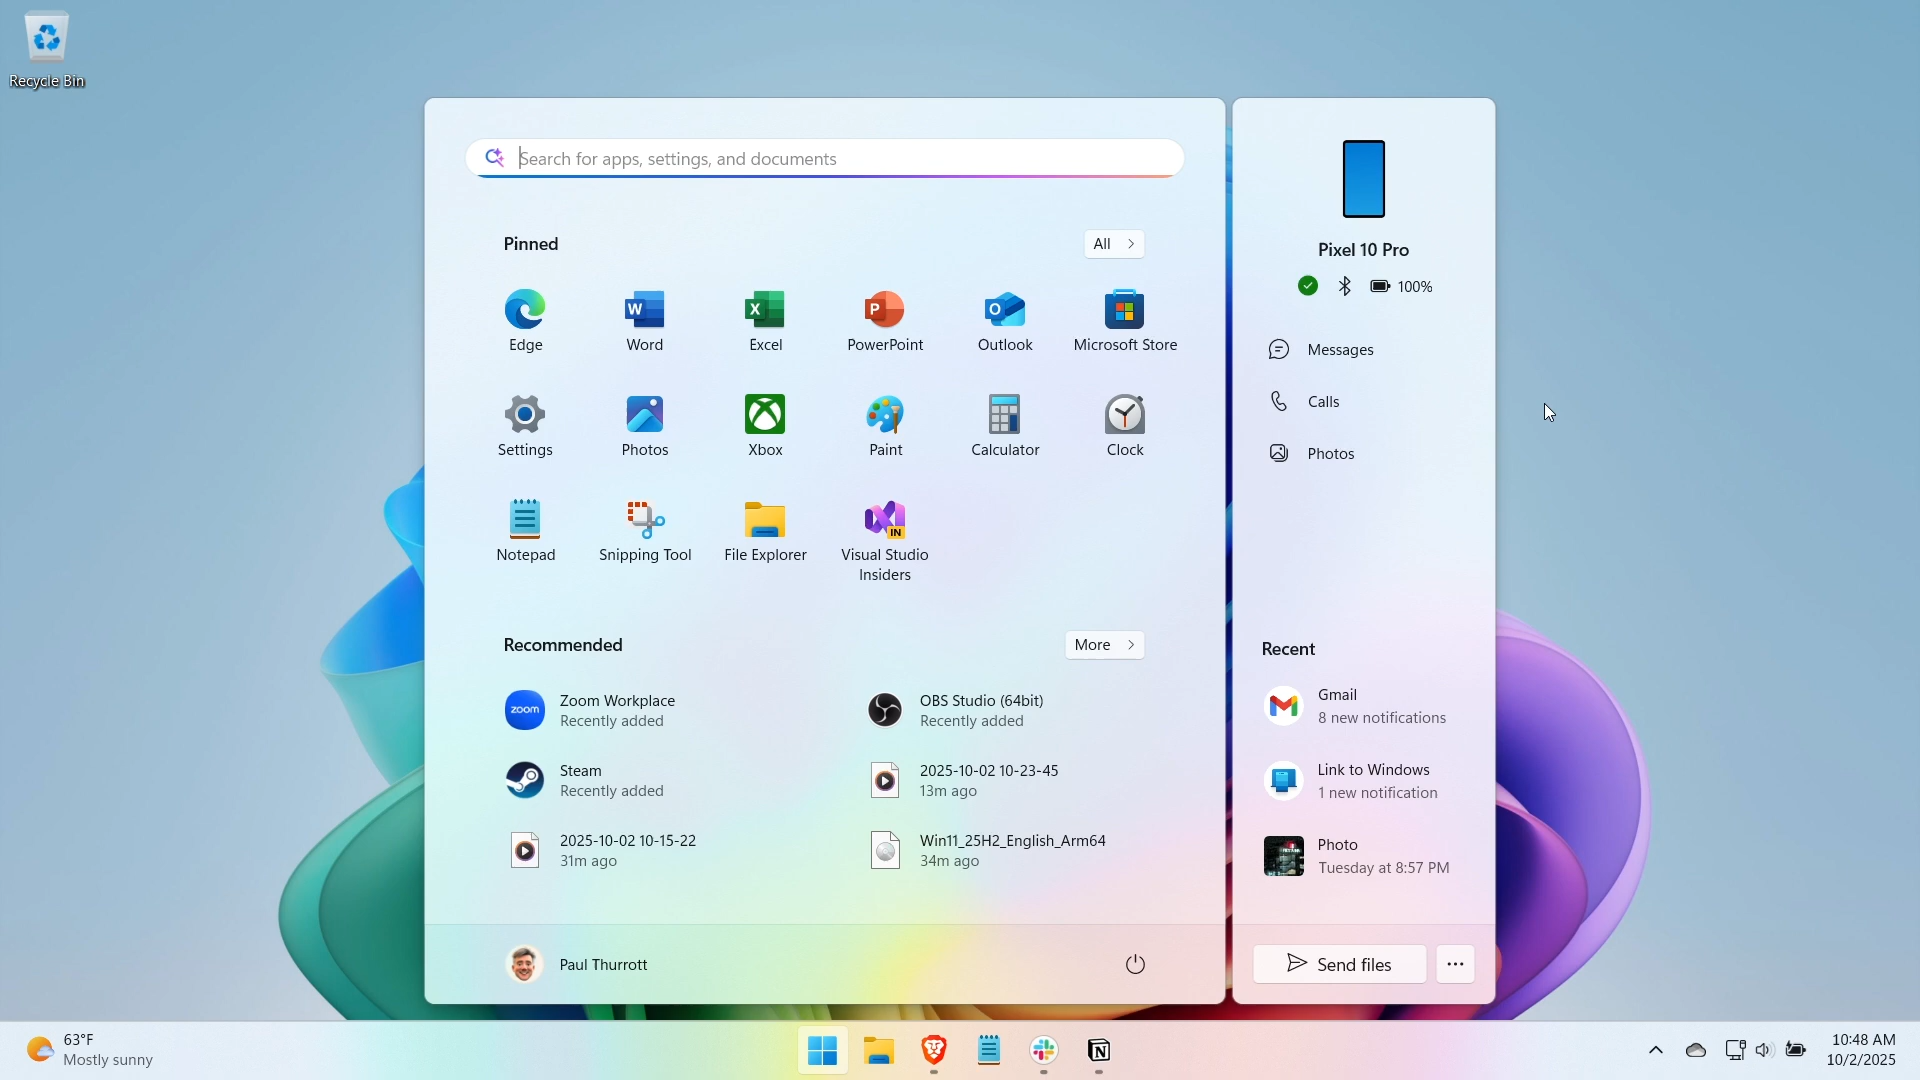 Recycle Bin
Search for apps, settings, and documents
Pinned
All
Edge
Word
Excel
PowerPoint
Outlook
Microsoft Store
Settings
Photos
Xbox
Paint
Calculator
Clock
Notepad
Snipping Tool
File Explorer
Visual Studio
Insiders
Recommended
More
zoom
Zoom Workplace
Recently added
OBS Studio (64bit)
Recently added
Steam
Recently added
2025-10-02 10-23-45
13m ago
2025-10-02 10-15-22
31m ago
Win11_25H2_English_Arm64
34m ago
Paul Thurrott
Pixel 10 Pro
100%
Messages
Calls
Photos
Recent
Gmail
8 new notifications
Link to Windows
1 new notification
Photo
Tuesday at 8:57 PM
Send files
63°F
Mostly sunny
10:48 AM
10/2/2025